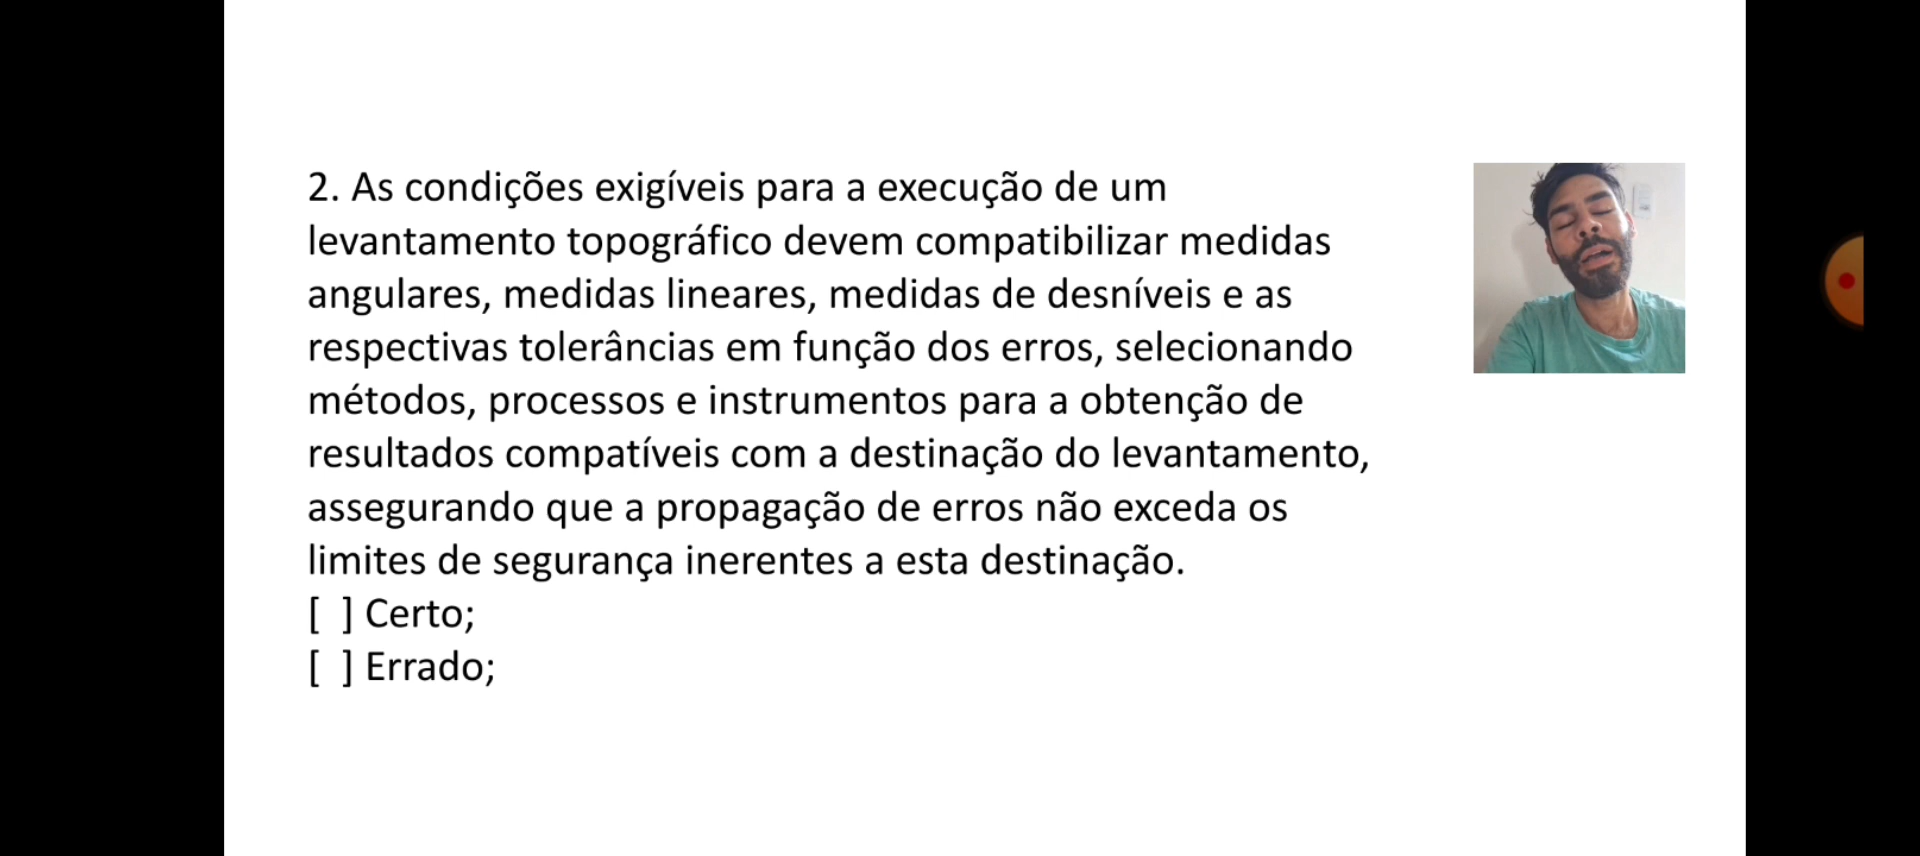 2. As condições exigíveis para a execução de um
levantamento topográfico devem compatibilizar medidas
angulares, medidas lineares, medidas de desníveis e as
respectivas tolerâncias em função dos erros, selecionando
métodos, processos e instrumentos para a obtenção de
resultados compatíveis com a destinação do levantamento,
assegurando que a propagação de erros não exceda os
limites de segurança inerentes a esta destinação.
[ ] Certo;
[ ] Errado;